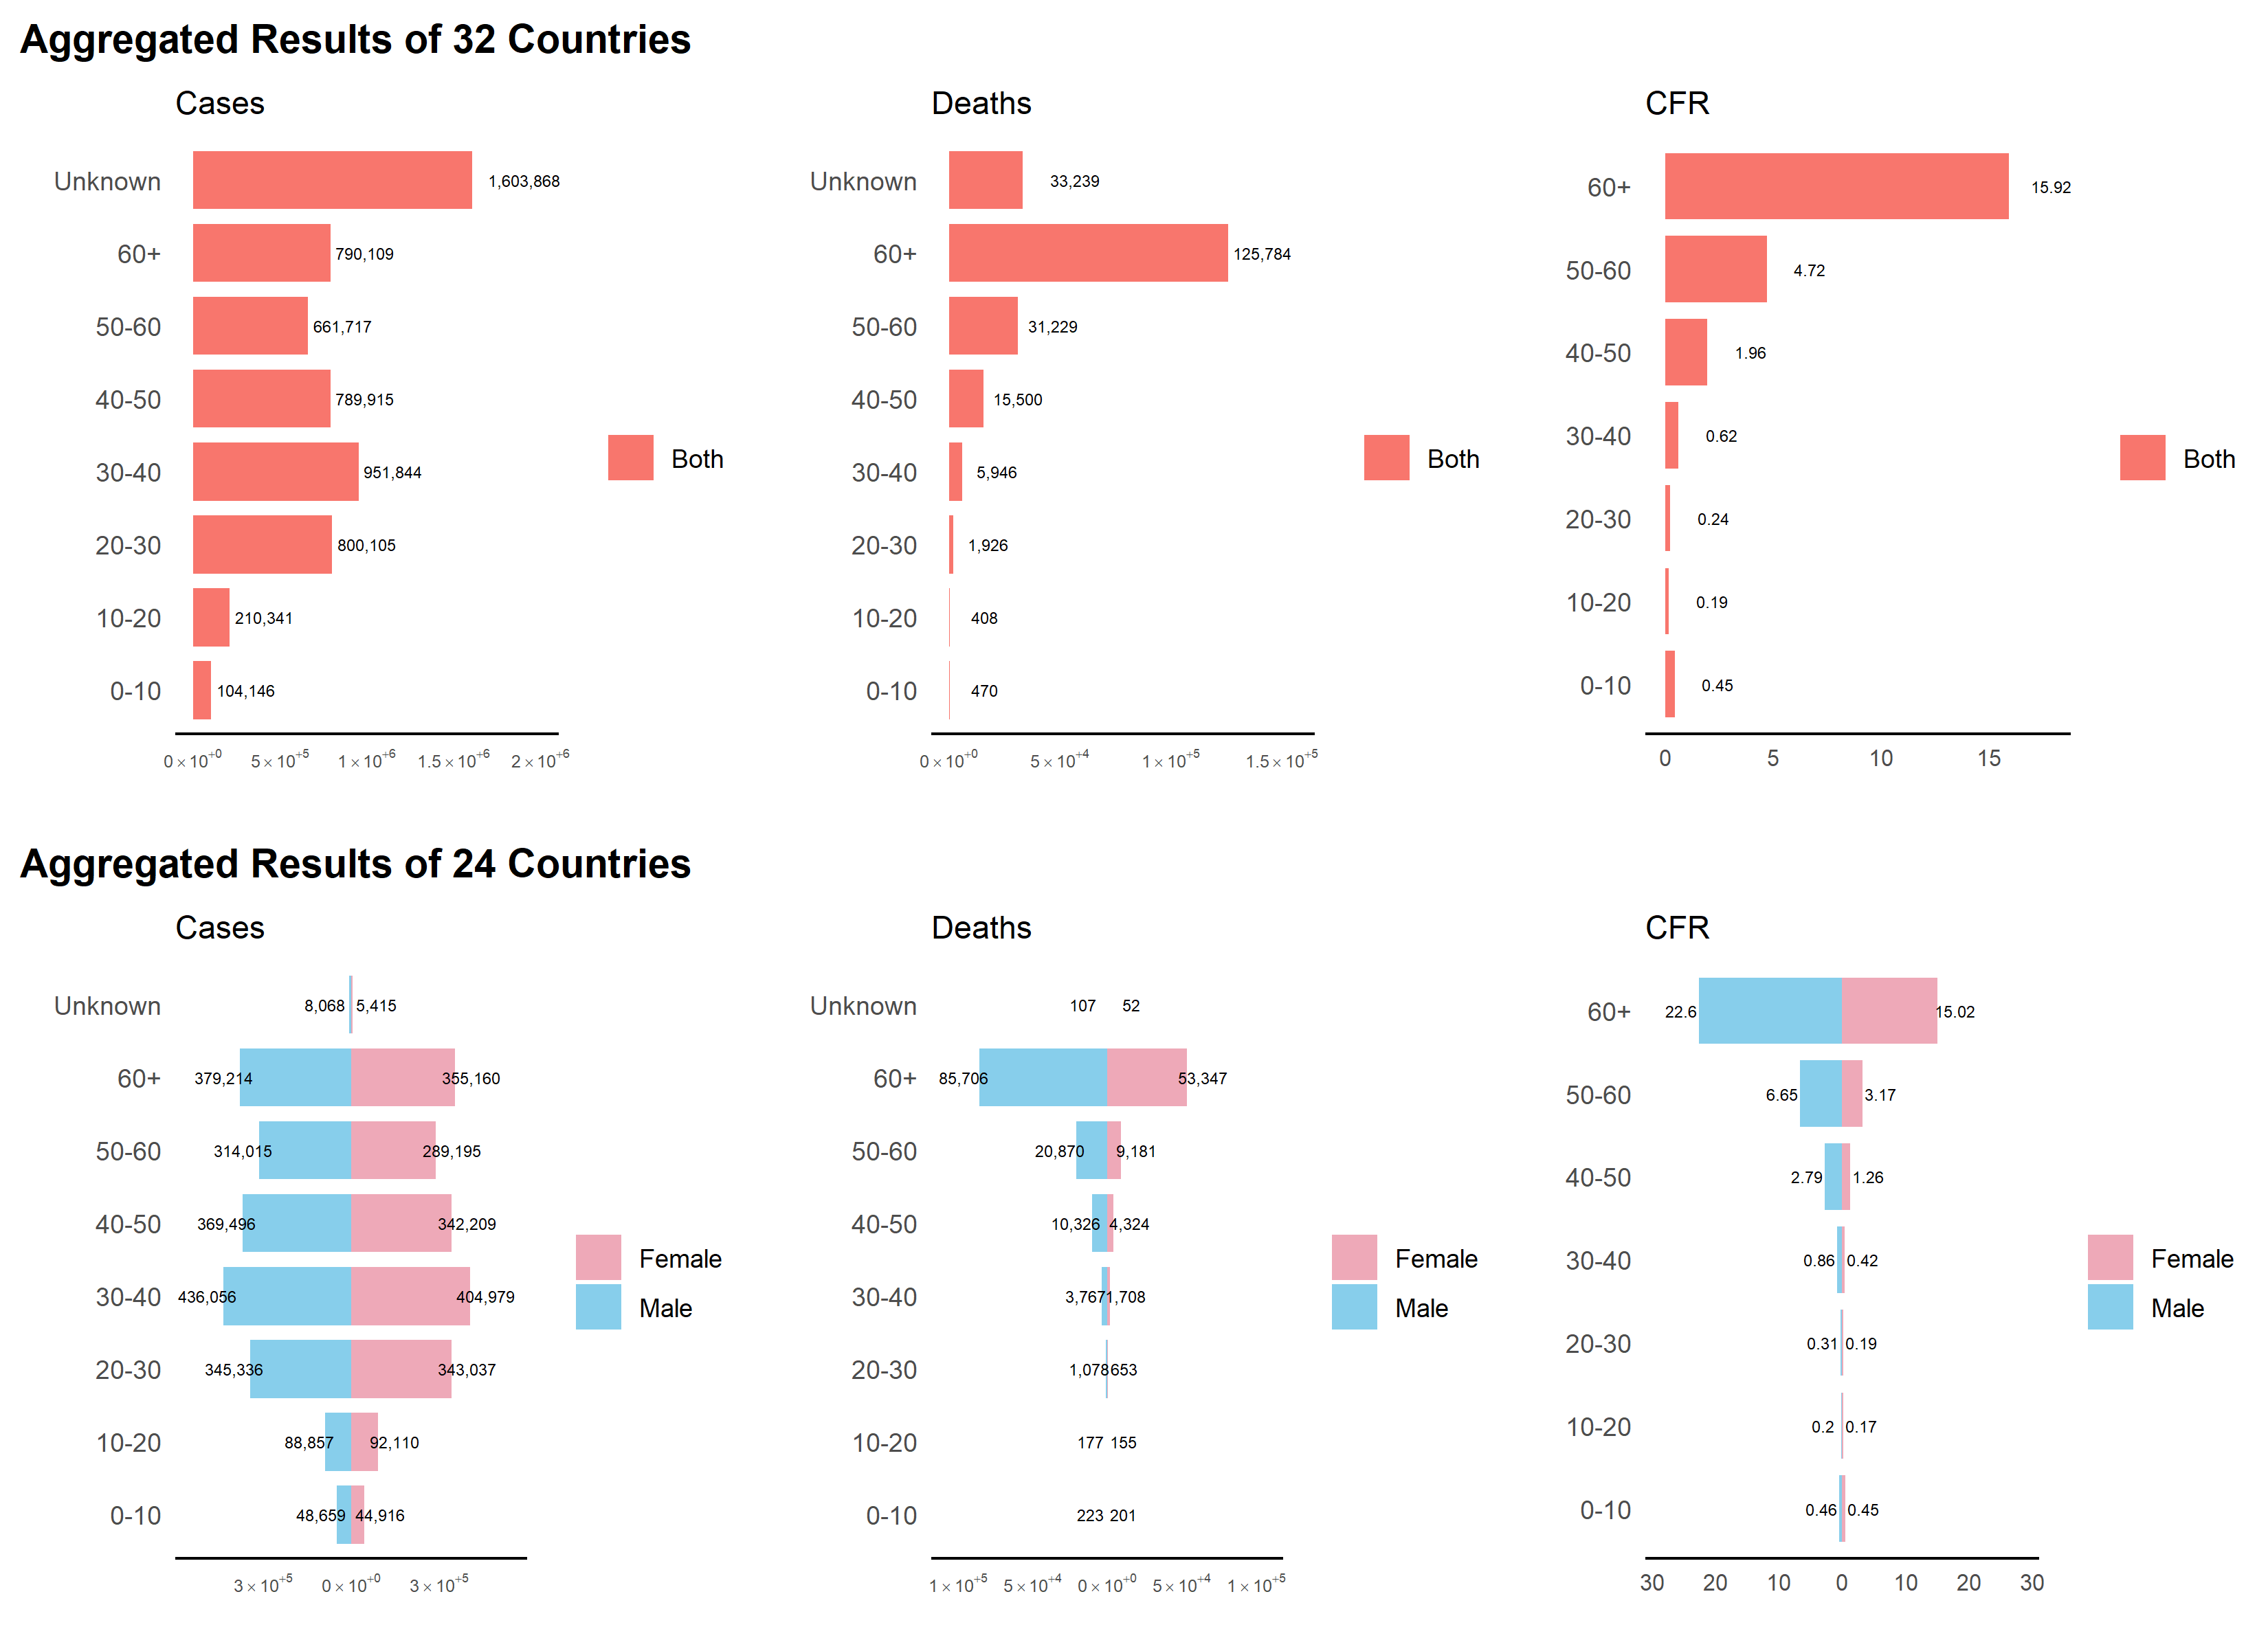 Aggregated Results of 32 Countries
Cases
Unknown 1,603,868
60+ 790,109
50-60 661,717
40-50 789,915
30-40 951,844
20-30 800,105
10-20 210,341
0-10 104,146
0×10+0 5×10+5 1×10+6 1.5×10+6 2×10+6
Both
Deaths
Unknown 33,239
60+ 125,784
50-60 31,229
40-50 15,500
30-40 5,946
20-30 1,926
10-20 408
0-10 470
0×10+0 5×10+4 1×10+5 1.5×10+5
Both
CFR
60+ 15.92
50-60 4.72
40-50 1.96
30-40 0.62
20-30 0.24
10-20 0.19
0-10 0.45
0 5 10 15
Both
Aggregated Results of 24 Countries
Cases
Unknown 8,068 5,415
60+ 379,214 355,160
50-60 314,015 289,195
40-50 369,496 342,209
30-40 436,056 404,979
20-30 345,336 343,037
10-20 88,857 92,110
0-10 48,659 44,916
3×10+5 0×10+0 3×10+5
Female
Male
Deaths
Unknown 107 52
60+ 85,706 53,347
50-60 20,870 9,181
40-50 10,326 4,324
30-40 3,767 1,708
20-30 1,078 653
10-20 177 155
0-10 223 201
1×10+5 5×10+4 0×10+0 5×10+4 1×10+5
Female
Male
CFR
60+ 22.6 15.02
50-60 6.65 3.17
40-50 2.79 1.26
30-40 0.86 0.42
20-30 0.31 0.19
10-20 0.2 0.17
0-10 0.46 0.45
30 20 10 0 10 20 30
Female
Male